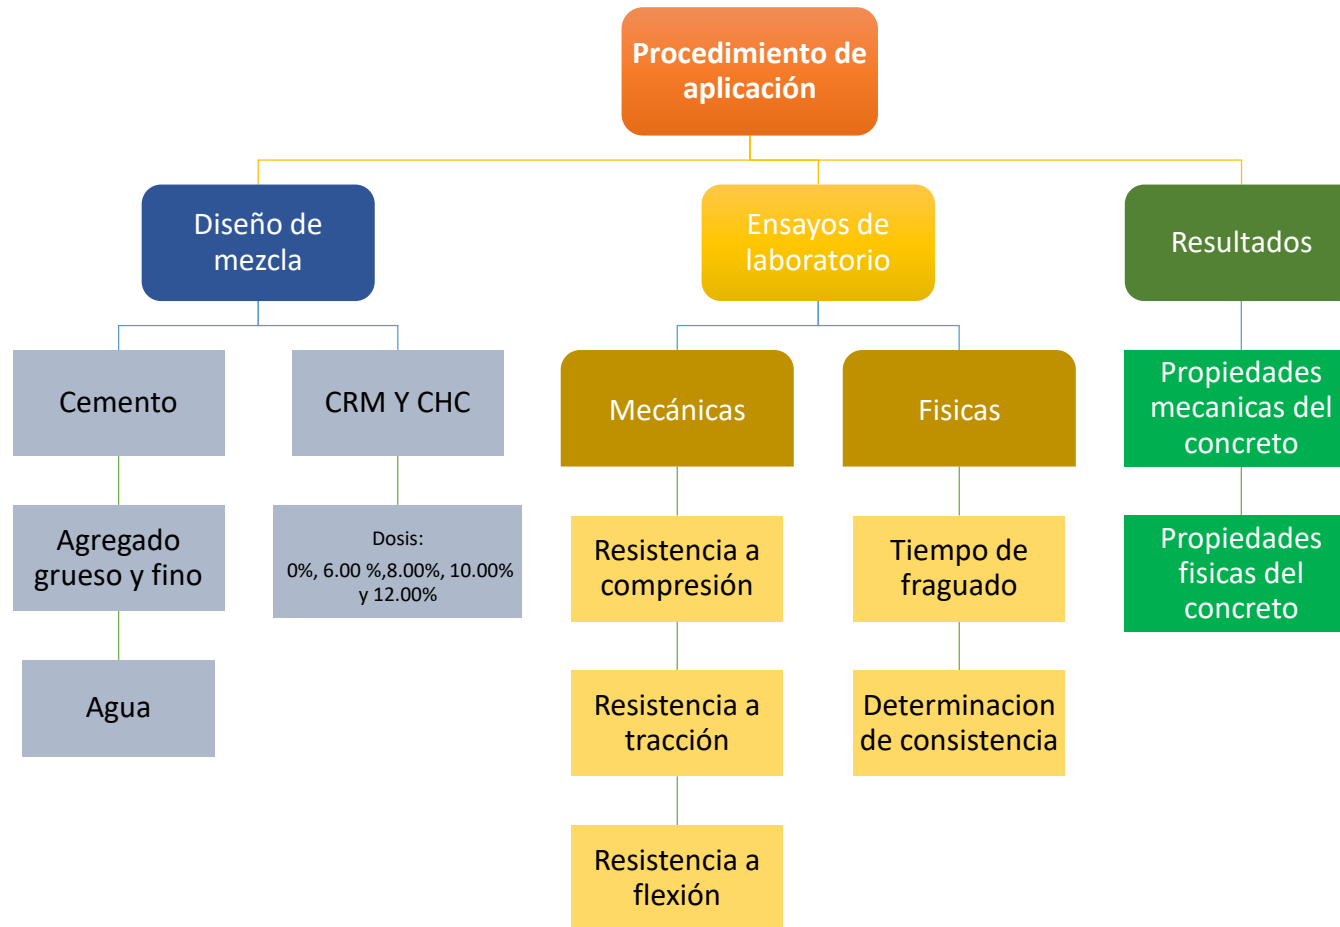 Procedimiento de
aplicación
Diseño de
mezcla
Ensayos de
laboratorio
Resultados
Cemento
CRM Y CHC
Mecánicas
Fisicas
Propiedades
mecanicas del
concreto
Agregado
grueso y fino
Dosis:
0%, 6.00 %,8.00%, 10.00%
y 12.00%
Resistencia a
compresión
Tiempo de
fraguado
Propiedades
fisicas del
concreto
Agua
Resistencia a
tracción
Determinacion
de consistencia
Resistencia a
flexión